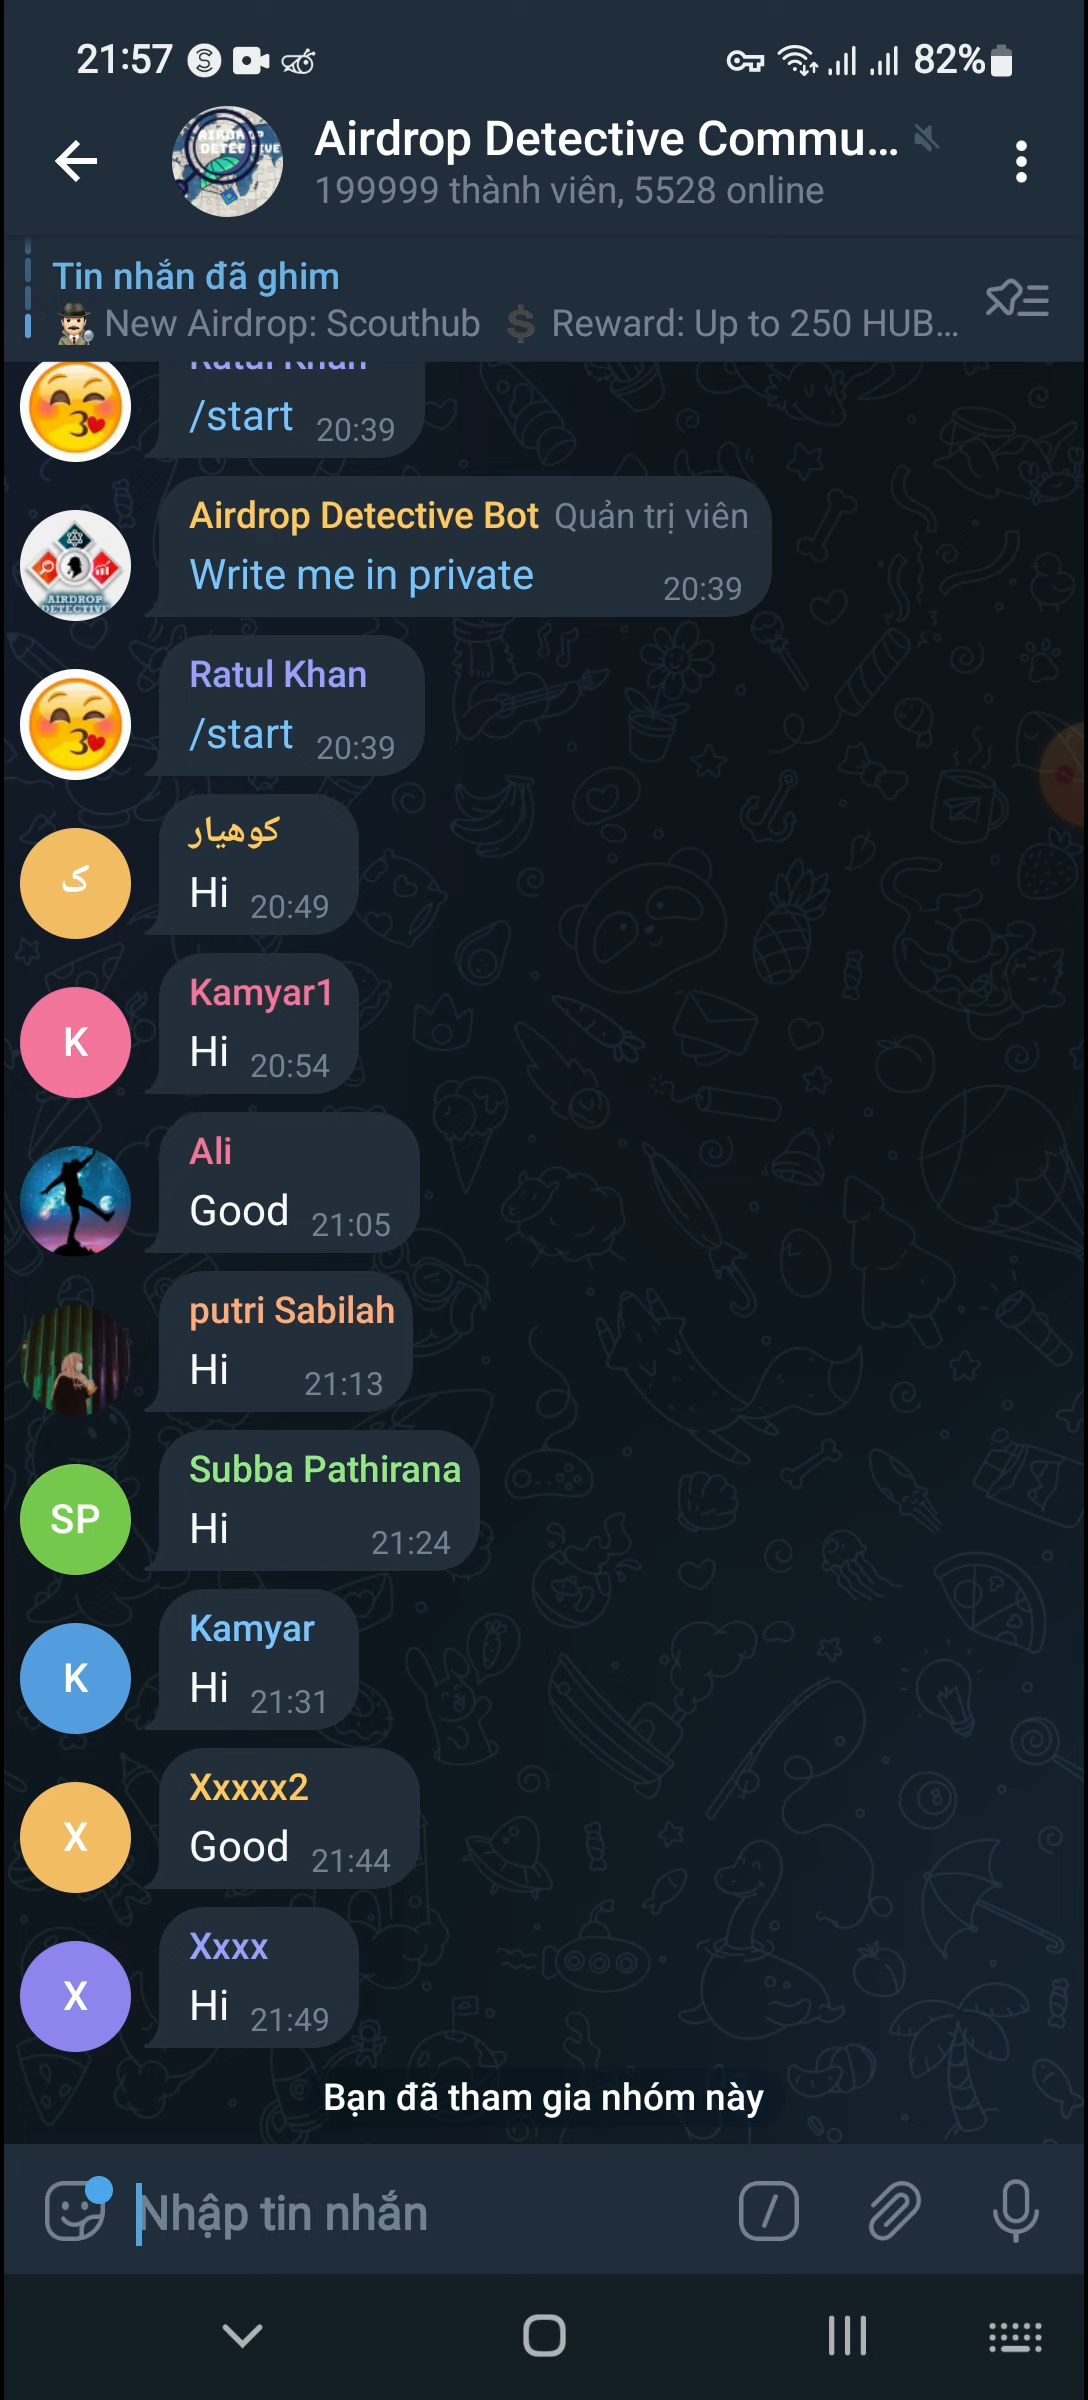 21:57
82%
Airdrop Detective Commu...
199999 thành viên, 5528 online
Tin nhắn đã ghim
New Airdrop: Scouthub 💲 Reward: Up to 250 HUB...
Ratul Khan
/start 20:39
Airdrop Detective Bot Quản trị viên
Write me in private 20:39
Ratul Khan
/start 20:39
ک
کوهیار
Hi 20:49
K
Kamyar1
Hi 20:54
Ali
Good 21:05
putri Sabilah
Hi 21:13
SP
Subba Pathirana
Hi 21:24
K
Kamyar
Hi 21:31
X
Xxxxx2
Good 21:44
X
Xxxx
Hi 21:49
Bạn đã tham gia nhóm này
Nhập tin nhắn